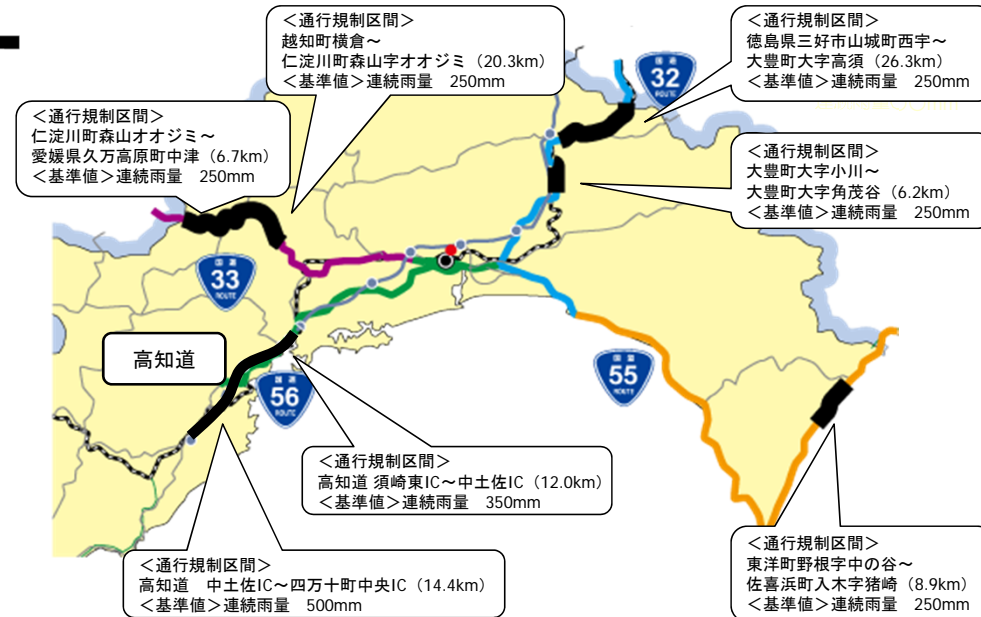 ＜通行規制区間＞
越知町横倉～
仁淀川町森山字オオジミ（20.3km）
＜基準値＞連続雨量　250mm
＜通行規制区間＞
徳島県三好市山城町西宇～
大豊町大字高須（26.3km）
＜基準値＞連続雨量　250mm
国道
32
ROUTE
＜通行規制区間＞
仁淀川町森山オオジミ～
愛媛県久万高原町中津（6.7km）
＜基準値＞連続雨量　250mm
＜通行規制区間＞
大豊町大字小川～
大豊町大字角茂谷（6.2km）
＜基準値＞連続雨量　250mm
国道
33
ROUTE
高知道
国道
56
ROUTE
国道
55
ROUTE
＜通行規制区間＞
高知道 須崎東IC～中土佐IC（12.0km）
＜基準値＞連続雨量　350mm
＜通行規制区間＞
高知道　中土佐IC～四万十町中央IC（14.4km）
＜基準値＞連続雨量　500mm
＜通行規制区間＞
東洋町野根字中の谷～
佐喜浜町入木字猪崎（8.9km）
＜基準値＞連続雨量　250mm